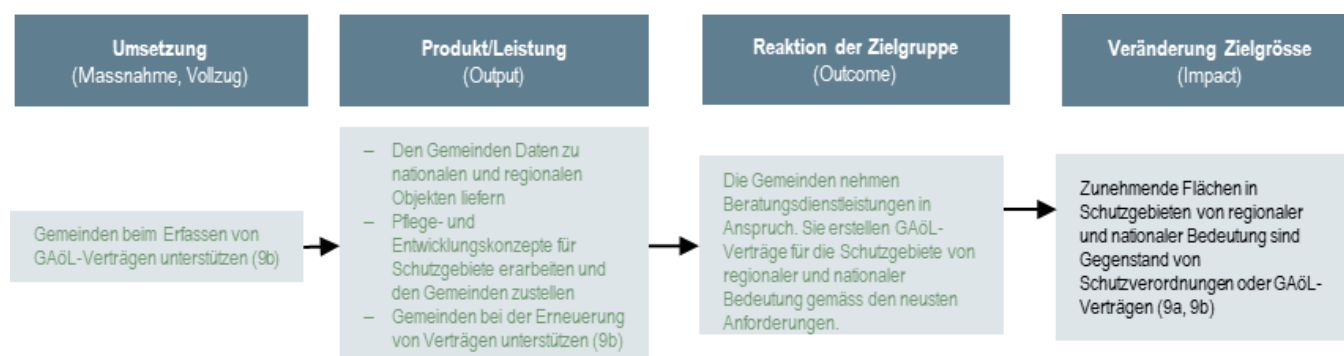 Umsetzung
(Massnahme, Vollzug)
Produkt/Leistung
(Output)
Reaktion der Zielgruppe
(Outcome)
Veränderung Zielgrösse
(Impact)
Gemeinden beim Erfassen von
GAöL-Verträgen unterstützen (9b)
– Den Gemeinden Daten zu
nationalen und regionalen
Objekten liefern
– Pflege- und
Entwicklungskonzepte für
Schutzgebiete erarbeiten und
den Gemeinden zustellen
– Gemeinden bei der Erneuerung
von Verträgen unterstützen (9b)
Die Gemeinden nehmen
Beratungsdienstleistungen in
Anspruch. Sie erstellen GAöL-
Verträge für die Schutzgebiete von
regionaler und nationaler
Bedeutung gemäss den neusten
Anforderungen.
Zunehmende Flächen in
Schutzgebieten von regionaler
und nationaler Bedeutung sind
Gegenstand von
Schutzverordnungen oder GAöL-
Verträgen (9a, 9b)